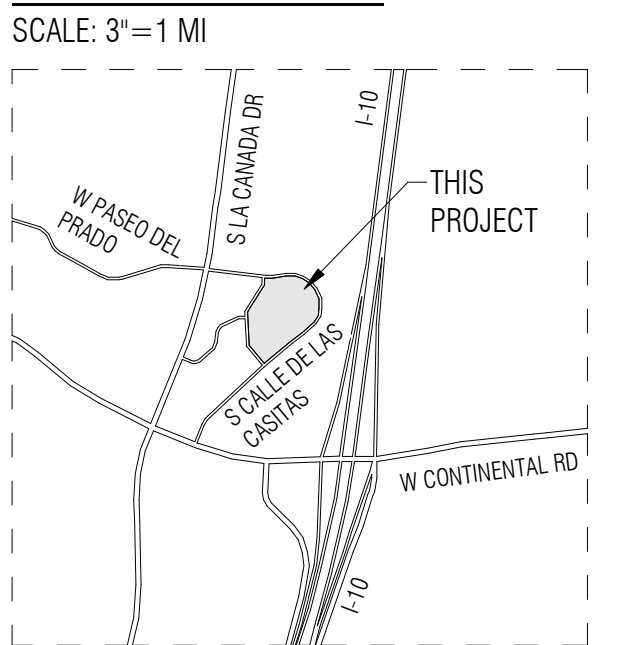 SCALE: 3"=1 MI
I-10
S LA CANADA DR
THIS
PROJECT
W PASEO DEL
PRADO
S CALLE DE LAS
CASITAS
W CONTINENTAL RD
I-10